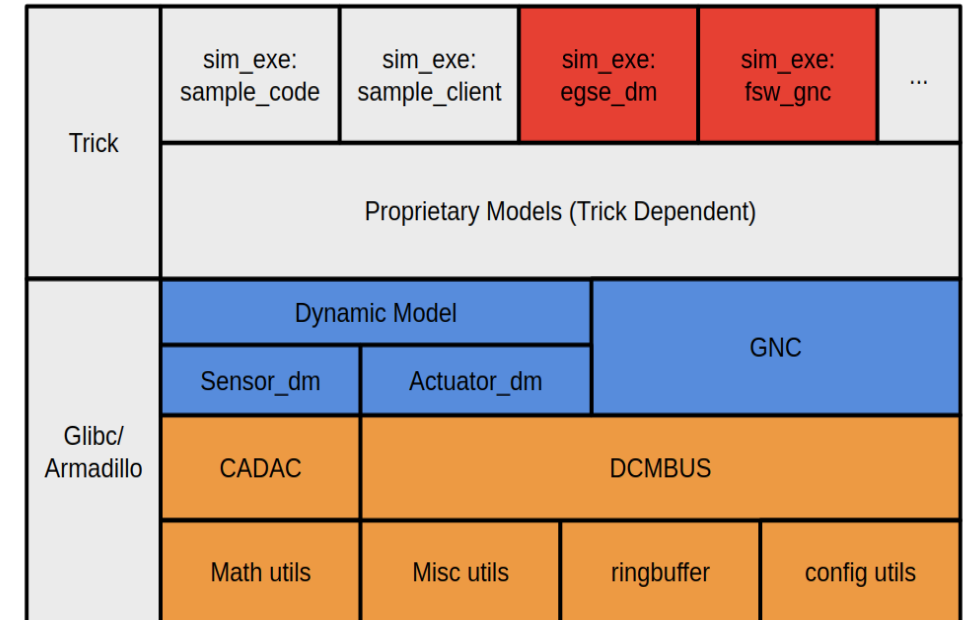 sim_exe:
sample_code
sim_exe:
sample_client
sim_exe:
egse_dm
sim_exe:
fsw_gnc
...
Trick
Proprietary Models (Trick Dependent)
Dynamic Model
GNC
Sensor_dm
Actuator_dm
Glibc/
Armadillo
CADAC
DCMBUS
Math utils
Misc utils
ringbuffer
config utils